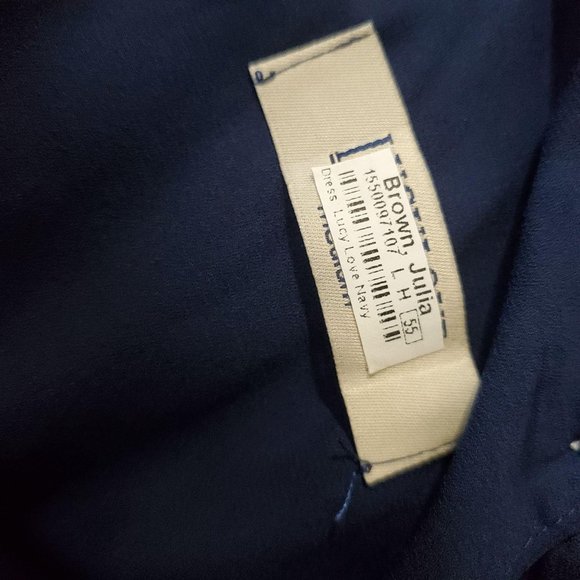 Brown, Julia
1550097107 L H 55
Dress Lucy Love Navy